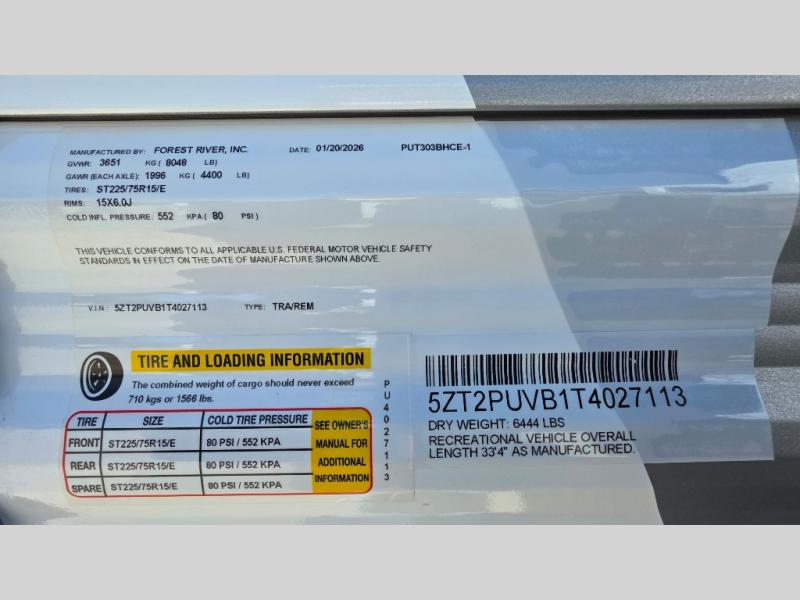 MANUFACTURED BY: FOREST RIVER, INC. DATE: 01/20/2026 PUT303BHCE-1
GVWR: 3651 KG ( 8048 LB)
GAWR (EACH AXLE): 1996 KG ( 4400 LB)
TIRES: ST225/75R15/E
RIMS: 15X6.0J
COLD INFL. PRESSURE: 552 KPA ( 80 PSI )
THIS VEHICLE CONFORMS TO ALL APPLICABLE U.S. FEDERAL MOTOR VEHICLE SAFETY
STANDARDS IN EFFECT ON THE DATE OF MANUFACTURE SHOWN ABOVE.
V.I.N: 5ZT2PUVB1T4027113 TYPE: TRA/REM
TIRE AND LOADING INFORMATION
The combined weight of cargo should never exceed
710 kgs or 1566 lbs.
TIRE SIZE COLD TIRE PRESSURE
FRONT ST225/75R15/E 80 PSI / 552 KPA
REAR ST225/75R15/E 80 PSI / 552 KPA
SPARE ST225/75R15/E 80 PSI / 552 KPA
SEE OWNER'S
MANUAL FOR
ADDITIONAL
INFORMATION
PU4027113
5ZT2PUVB1T4027113
DRY WEIGHT: 6444 LBS
RECREATIONAL VEHICLE OVERALL
LENGTH 33'4" AS MANUFACTURED.